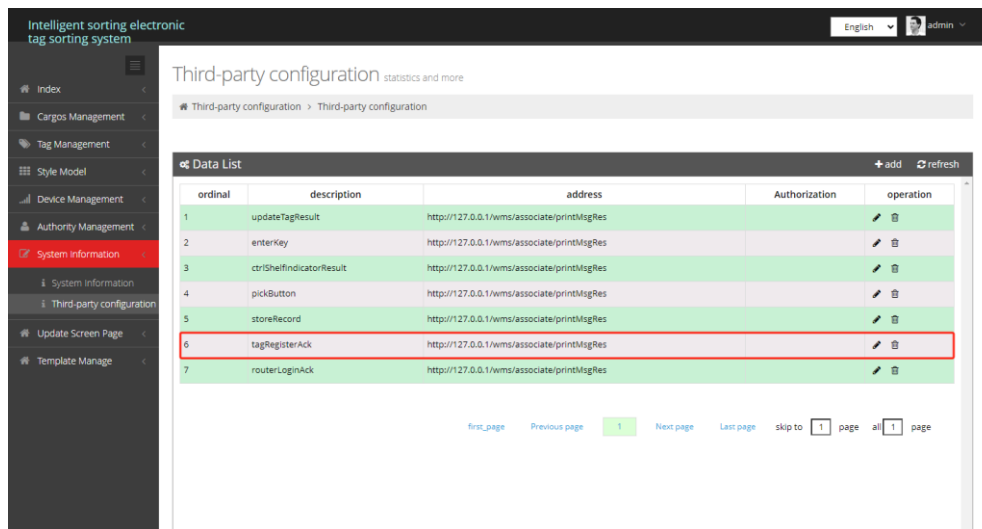 Intelligent sorting electronic
tag sorting system
English
admin
Index
Cargos Management
Tag Management
Style Model
Device Management
Authority Management
System Information
System Information
Third-party configuration
Update Screen Page
Template Manage
Third-party configuration statistics and more
Third-party configuration > Third-party configuration
Data List
add refresh
ordinal description address Authorization operation
1 updateTagResult http://127.0.0.1/wms/associate/printMsgRes
2 enterKey http://127.0.0.1/wms/associate/printMsgRes
3 ctrlShelfIndicatorResult http://127.0.0.1/wms/associate/printMsgRes
4 pickButton http://127.0.0.1/wms/associate/printMsgRes
5 storeRecord http://127.0.0.1/wms/associate/printMsgRes
6 tagRegisterAck http://127.0.0.1/wms/associate/printMsgRes
7 routerLoginAck http://127.0.0.1/wms/associate/printMsgRes
first_page Previous page 1 Next page Last page skip to 1 page all 1 page